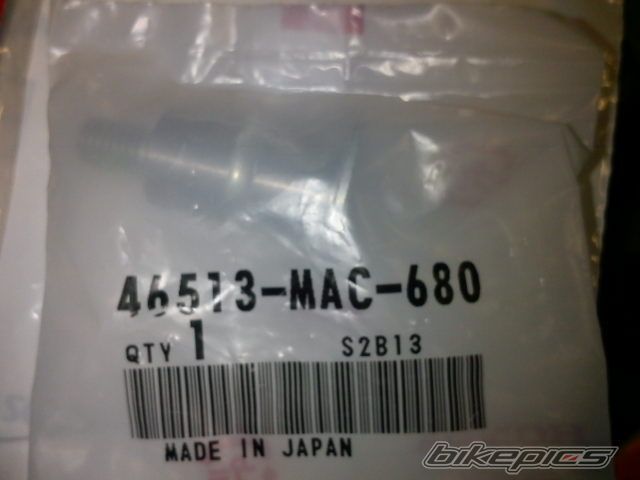 46513-MAC-680
QTY 1 S2B13
MADE IN JAPAN
bikepics